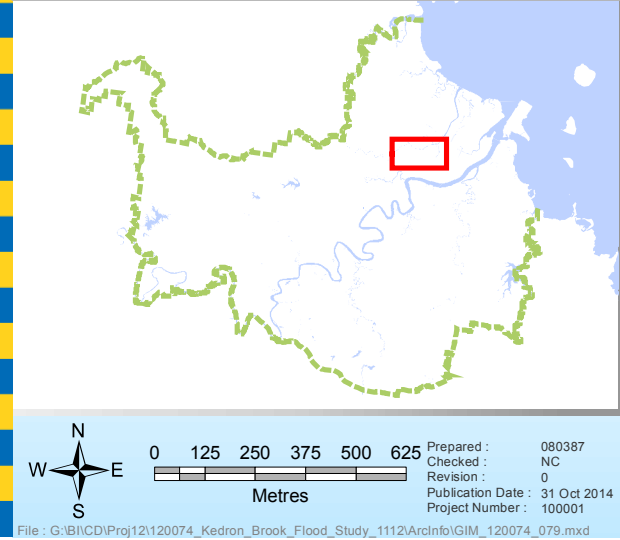 N
W E
S
0 125 250 375 500 625
Metres
Prepared : 080387
Checked : NC
Revision : 0
Publication Date : 31 Oct 2014
Project Number : 100001
File : G:\BI\CD\Proj12\120074_Kedron_Brook_Flood_Study_1112\ArcInfo\GIM_120074_079.mxd